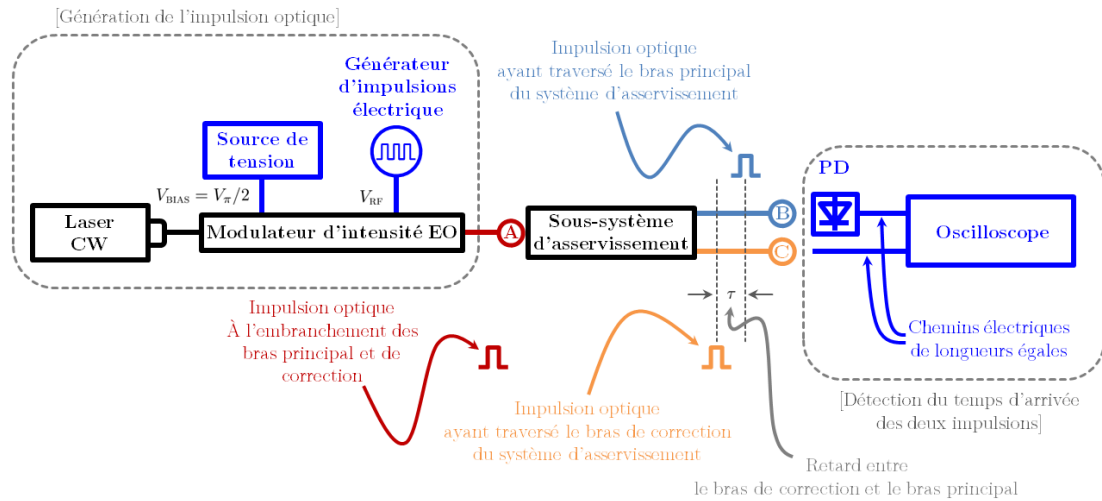 [Génération de l'impulsion optique]
Générateur
d'impulsions
électrique
Source de
tension
V_BIAS = V_π/2
V_RF
Laser
CW
Modulateur d'intensité EO
A
Impulsion optique
ayant traversé le bras principal
du système d'asservissement
Sous-système
d'asservissement
B
C
τ
PD
Oscilloscope
Chemins électriques
de longueurs égales
[Détection du temps d'arrivée
des deux impulsions]
Impulsion optique
À l'embranchement des
bras principal et de
correction
Impulsion optique
ayant traversé le bras de correction
du système d'asservissement
Retard entre
le bras de correction et le bras principal